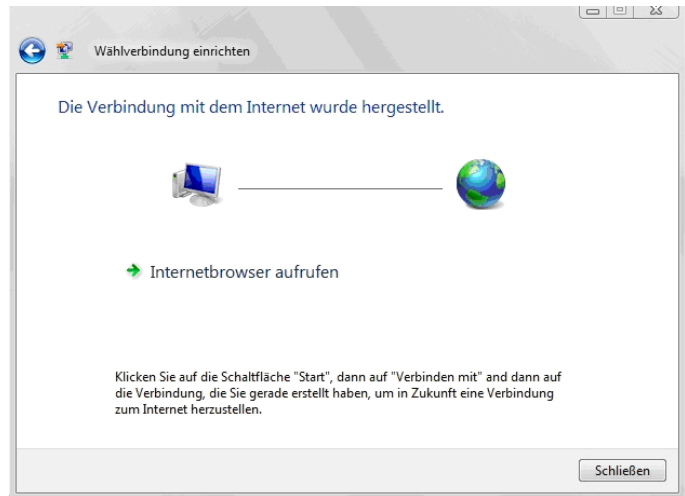 Wählverbindung einrichten
Die Verbindung mit dem Internet wurde hergestellt.
Internetbrowser aufrufen
Klicken Sie auf die Schaltfläche "Start", dann auf "Verbinden mit" and dann auf
die Verbindung, die Sie gerade erstellt haben, um in Zukunft eine Verbindung
zum Internet herzustellen.
Schließen